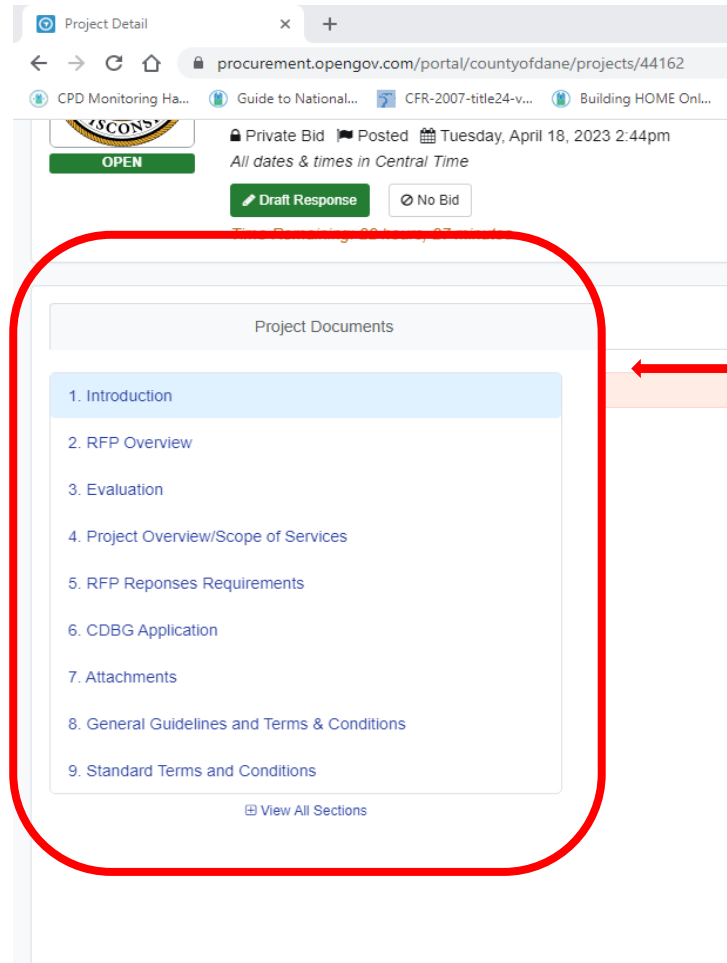 Project Detail
procurement.opengov.com/portal/countyofdane/projects/44162
CPD Monitoring Ha... Guide to National... CFR-2007-title24-v... Building HOME Onl...
Private Bid Posted Tuesday, April 18, 2023 2:44pm
OPEN All dates & times in Central Time
Draft Response No Bid
Time Remaining:
Project Documents
1. Introduction
2. RFP Overview
3. Evaluation
4. Project Overview/Scope of Services
5. RFP Reponses Requirements
6. CDBG Application
7. Attachments
8. General Guidelines and Terms & Conditions
9. Standard Terms and Conditions
View All Sections